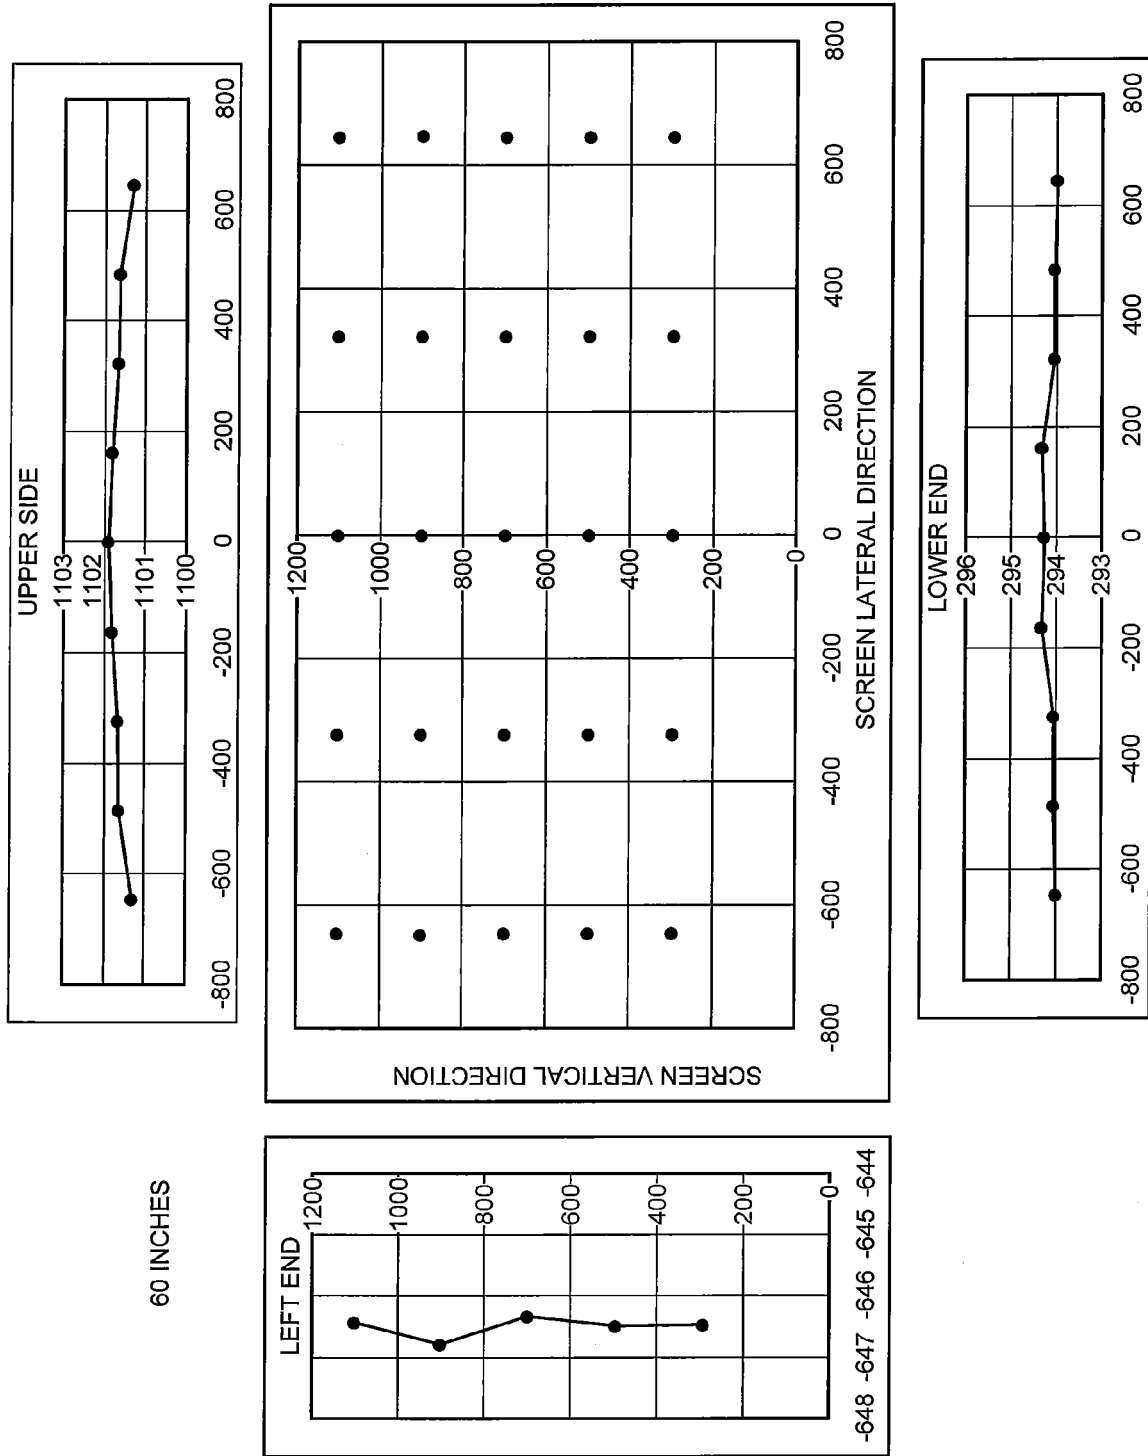 60 INCHES
UPPER SIDE
1103
1102
1101
1100
-800 -600 -400 -200 0 200 400 600 800
LEFT END
1200
1000
800
600
400
200
0
-648 -647 -646 -645 -644
SCREEN VERTICAL DIRECTION
1200
1000
800
600
400
200
0
-800 -600 -400 -200 0 200 400 600 800
SCREEN LATERAL DIRECTION
LOWER END
296
295
294
293
-800 -600 -400 -200 0 200 400 600 800